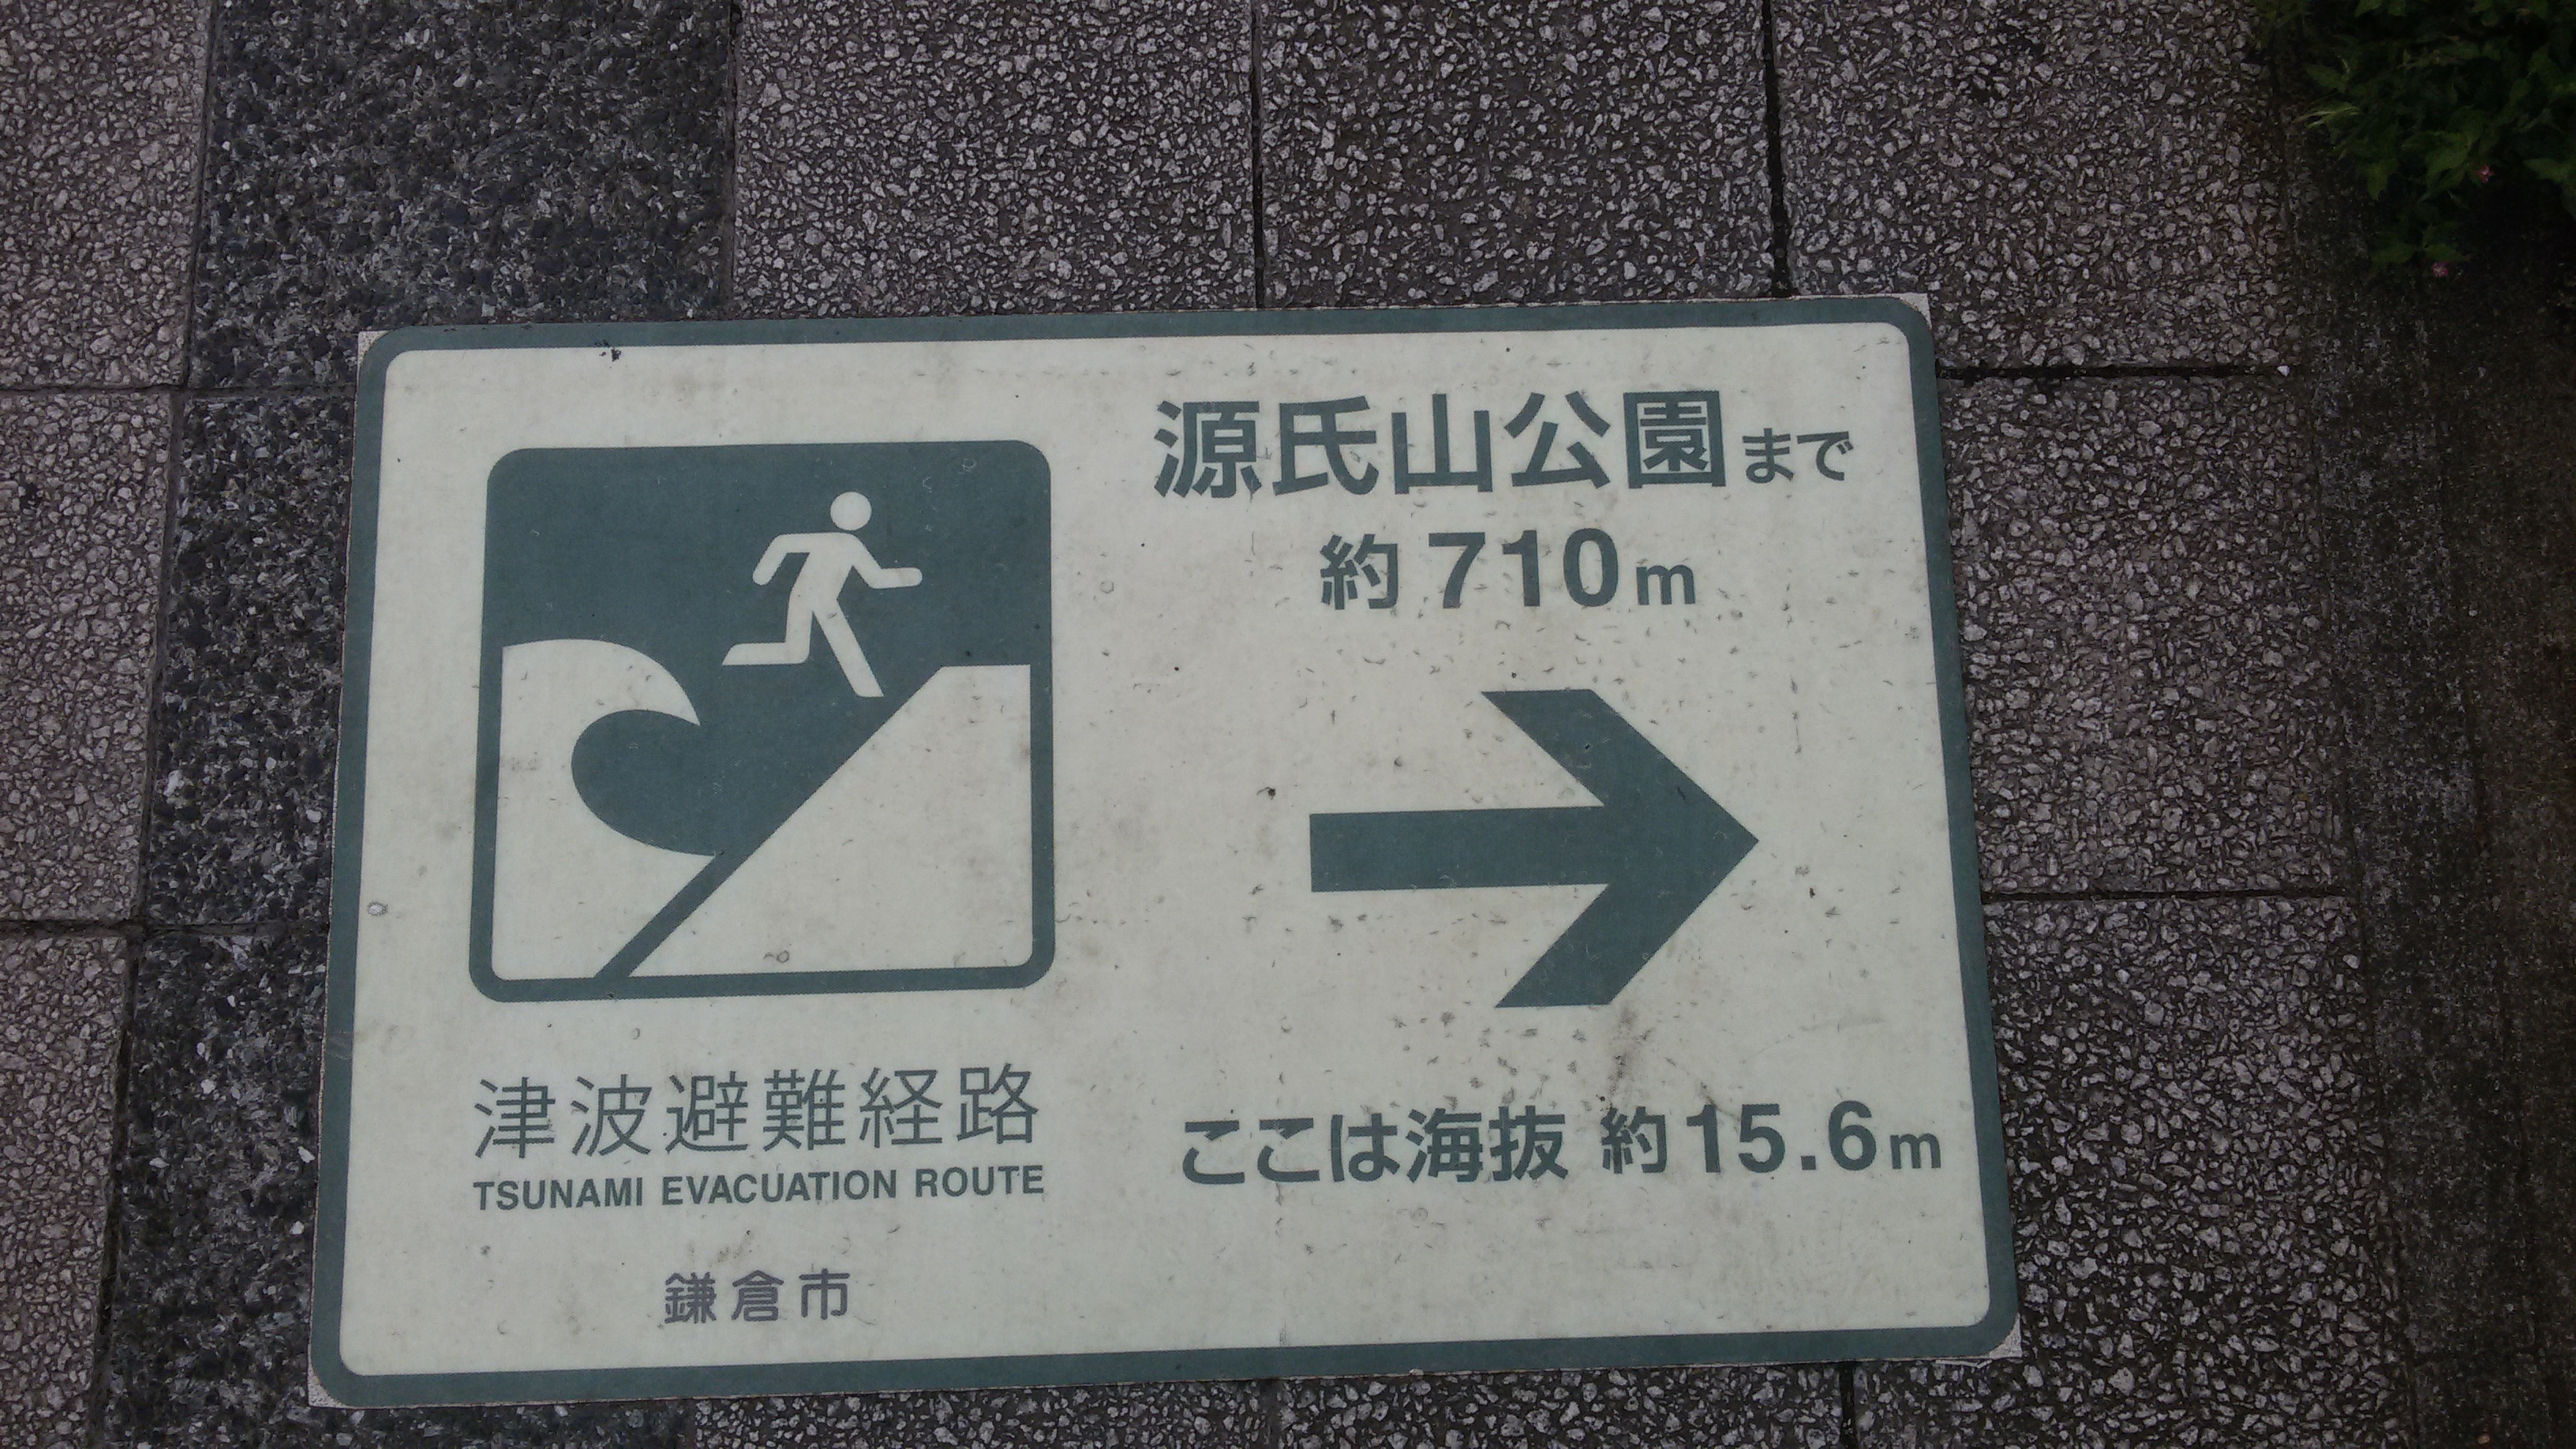 源氏山公園まで
約710m
津波避難経路
TSUNAMI EVACUATION ROUTE
鎌倉市
ここは海抜 約15.6m